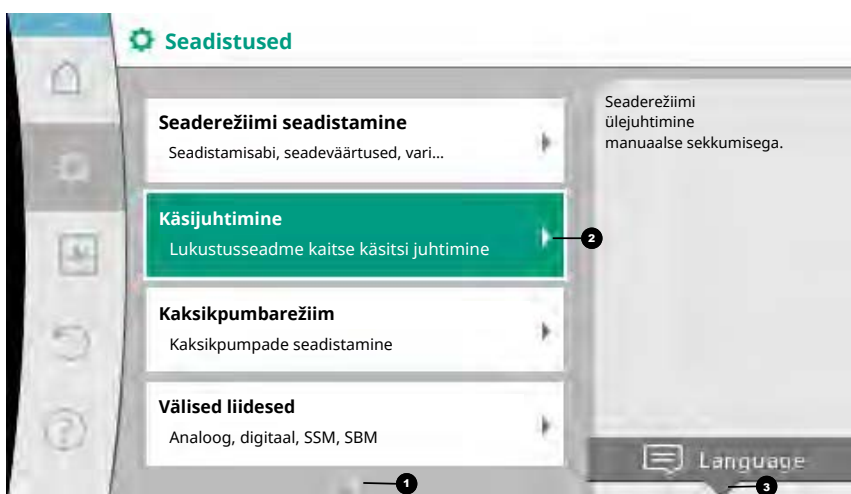 Seadistused
Seaderežiimi seadistamine
Seadistamisabi, seadeväärtused, vari...
Käsijuhtimine
Lukustusseadme kaitse käsitsi juhtimine
2
Kaksikpumbarežiim
Kaksikpumpade seadistamine
Välised liidesed
Analoog, digitaal, SSM, SBM
1
Seaderežiimi
ülejuhtimine
manuaalse sekkumisega.
Language
3